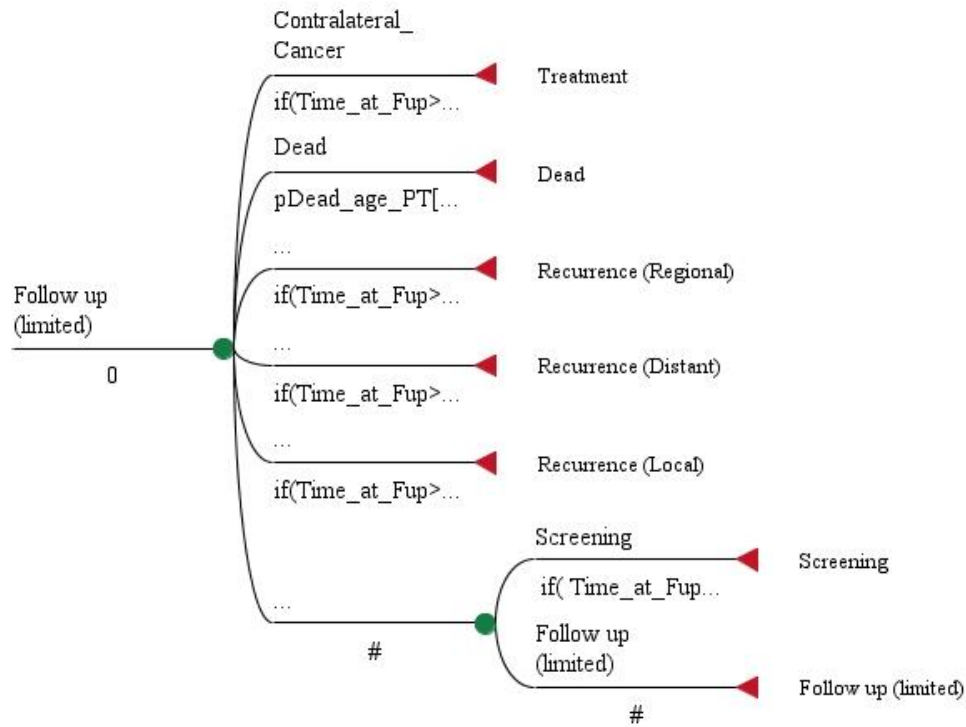 Contralateral_
Cancer
Treatment
if(Time_at_Fup>...
Dead
Dead
pDead_age_PT[...
...
Recurrence (Regional)
if(Time_at_Fup>...
Follow up
(limited)
0
...
Recurrence (Distant)
if(Time_at_Fup>...
...
Recurrence (Local)
if(Time_at_Fup>...
Screening
Screening
if( Time_at_Fup...
...
#
Follow up
(limited)
Follow up (limited)
#